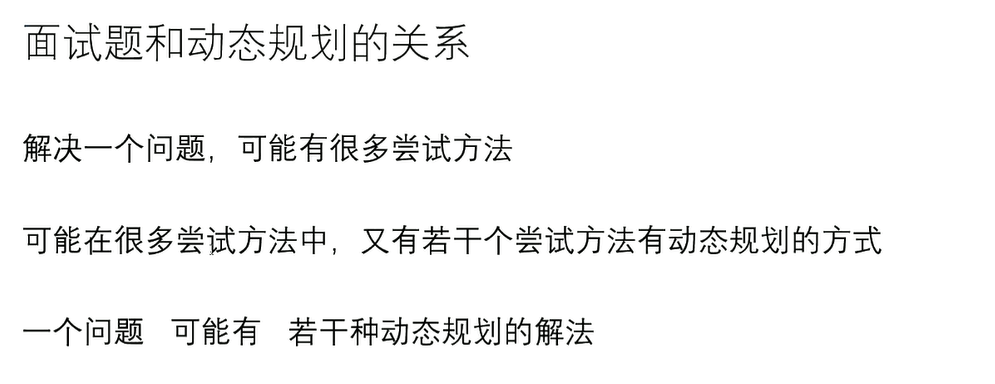 面试题和动态规划的关系
解决一个问题，可能有很多尝试方法
可能在很多尝试方法中，又有若干个尝试方法有动态规划的方式
一个问题 可能有 若干种动态规划的解法